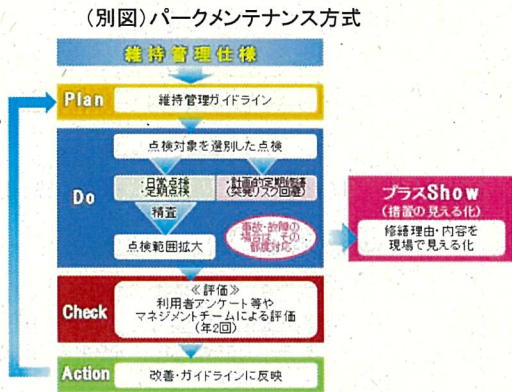 (別図)パークメンテナンス方式
維持管理仕様
Plan
維持管理ガイドライン
Do
点検対象を選別した点検
・日常点検
・定期点検
・計画的定期修繕
(突発リスク回避)
精査
点検範囲拡大
事故・故障の
場合は、その
都度対応
プラスShow
(措置の見える化)
修繕理由・内容を
現場で見える化
Check
≪評価≫
利用者アンケート等や
マネジメントチームによる評価
(年2回)
Action
改善・ガイドラインに反映